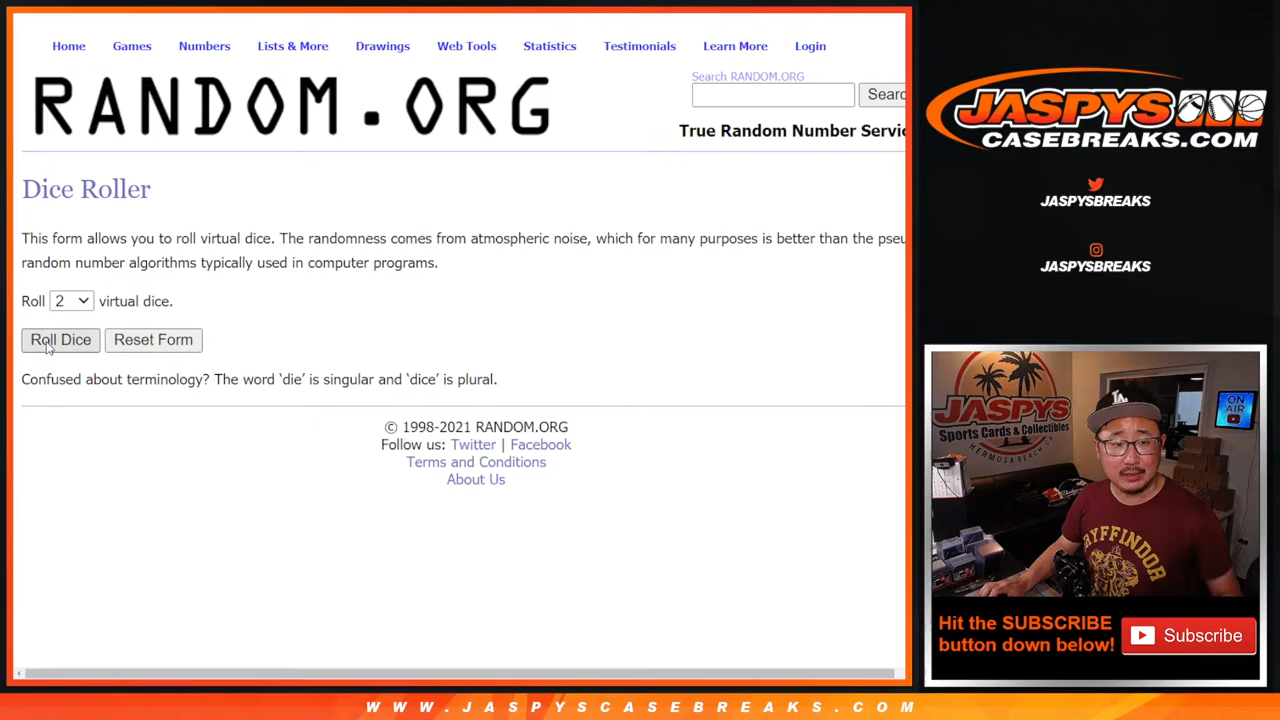 Home Games Numbers Lists & More Drawings Web Tools Statistics Testimonials Learn More Login
RANDOM.ORG
Search RANDOM.ORG
Searc
True Random Number Servic
Dice Roller
This form allows you to roll virtual dice. The randomness comes from atmospheric noise, which for many purposes is better than the pseu
random number algorithms typically used in computer programs.
Roll 2 virtual dice.
Roll Dice Reset Form
Confused about terminology? The word ‘die’ is singular and ‘dice’ is plural.
© 1998-2021 RANDOM.ORG
Follow us: Twitter | Facebook
Terms and Conditions
About Us
JASPYS
CASEBREAKS.COM
JASPYSBREAKS
JASPYSBREAKS
JASPYS
Sports Cards & Collectibles
HERMOSA BEACH, CA
ON
AIR
LA
GRYFFINDOR
Hit the SUBSCRIBE
button down below!
Subscribe
WWW.JASPYSCASEBREAKS.COM